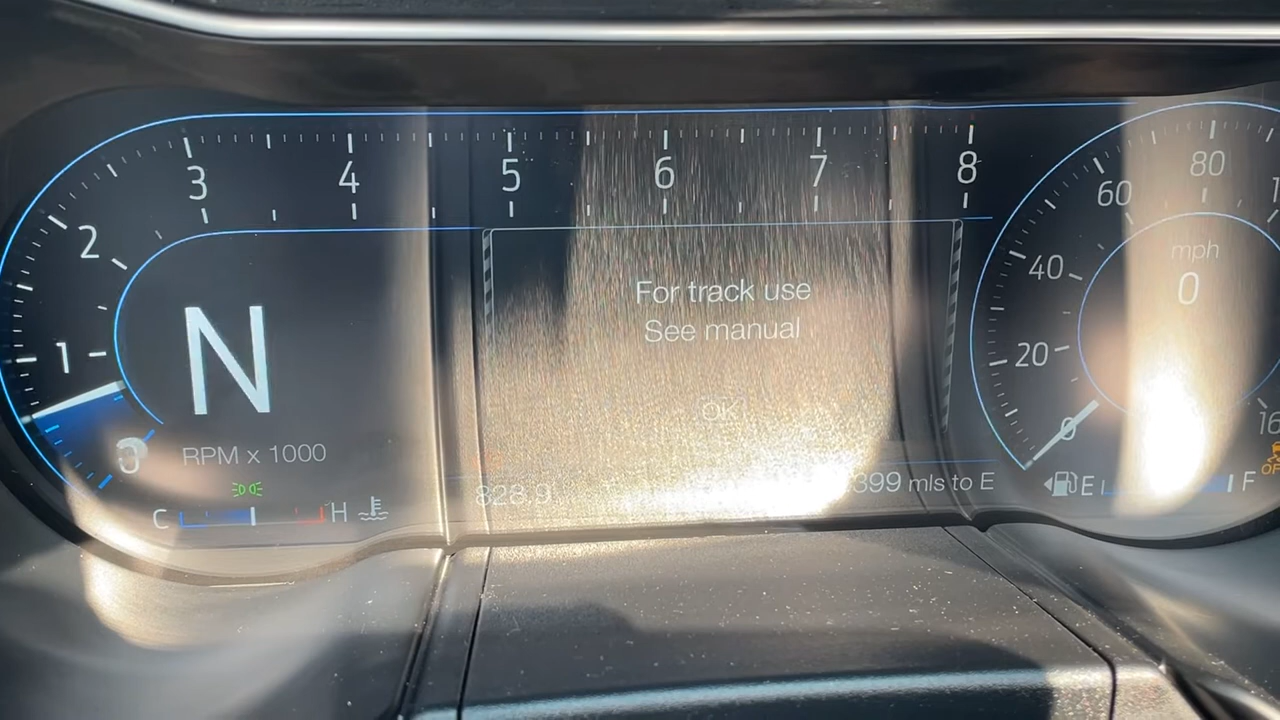 3 4 5 6 7 8
2
1
0
N
RPM x 1000
C H
For track use
See manual
OK
828 g
399 mls to E
0 20 40 60 80
mph
0
E F